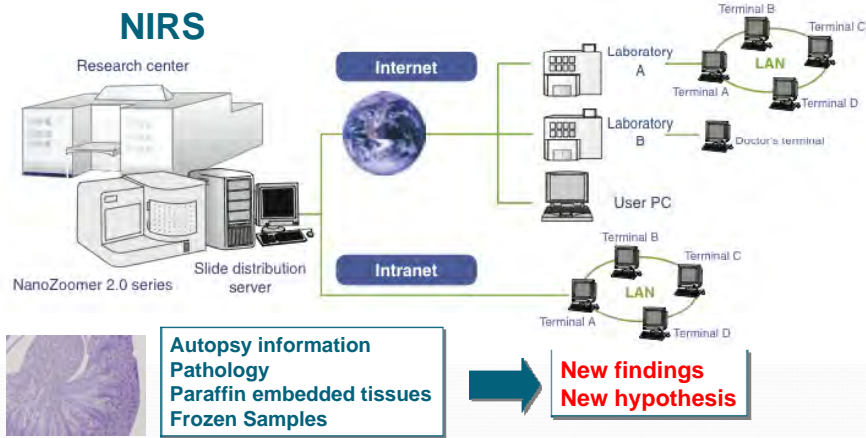 NIRS
Research center
NanoZoomer 2.0 series
Slide distribution
server
Internet
Laboratory
A
Terminal B
Terminal C
LAN
Terminal A
Terminal D
Laboratory
B
Doctor's Terminal
User PC
Intranet
Terminal B
Terminal C
LAN
Terminal A
Terminal D
Autopsy information
Pathology
Paraffin embedded tissues
Frozen Samples
New findings
New hypothesis